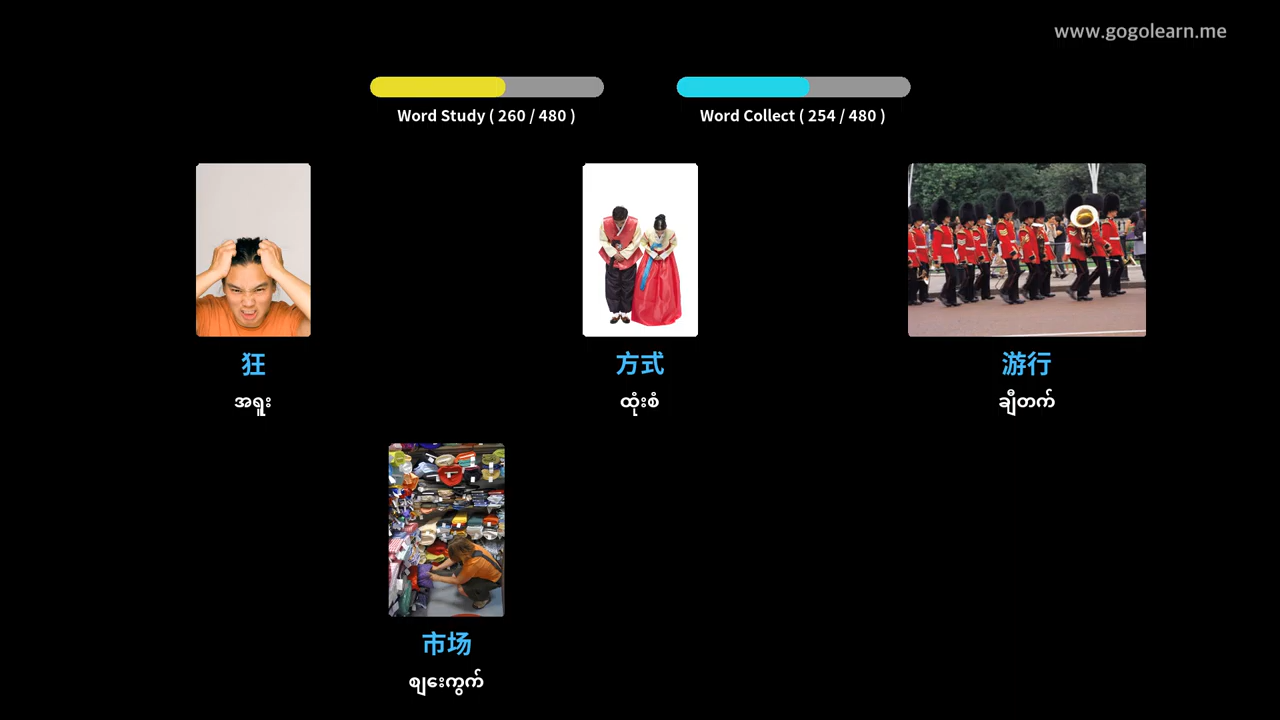 www.gogolearn.me
Word Study ( 260 / 480 )
Word Collect ( 254 / 480 )
狂
အရူး
方式
ထုံးစံ
游行
ချီတက်
市场
စျေးကွက်